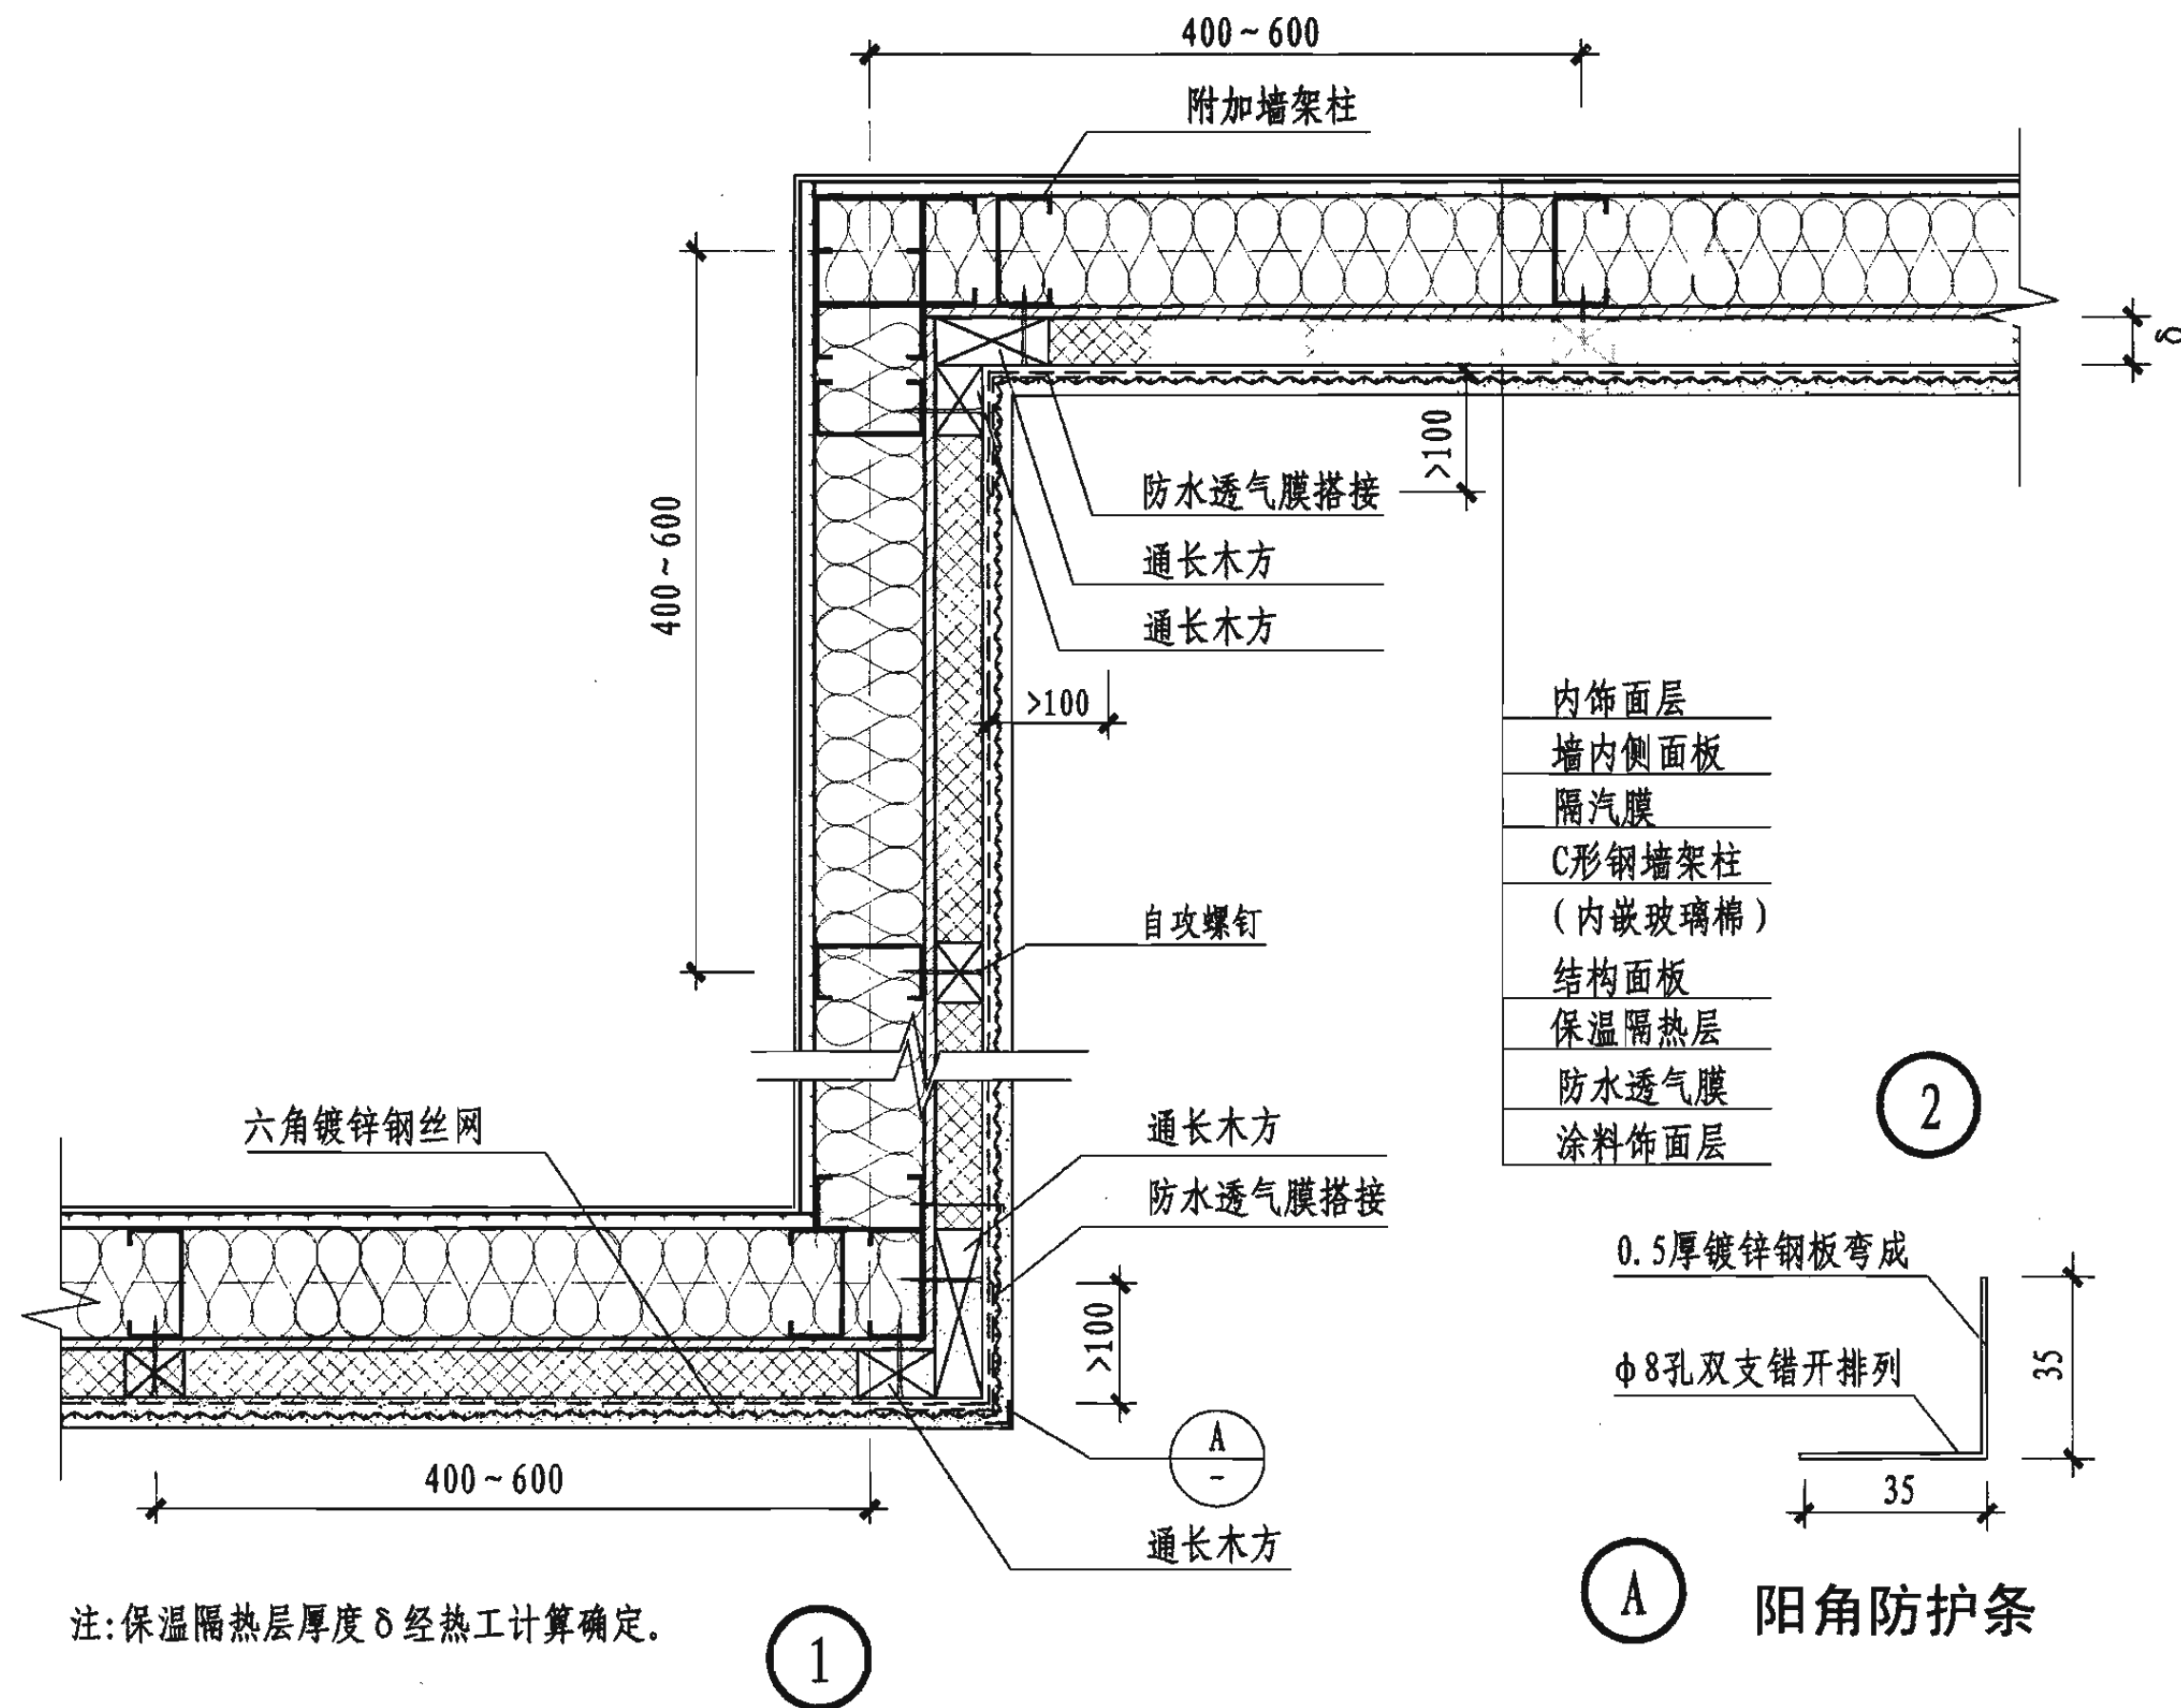 400~600
附加墙架柱
400~600
δ
>100
防水透气膜搭接
通长木方
通长木方
>100
内饰面层
墙内侧面板
隔汽膜
C形钢墙架柱
(内嵌玻璃棉)
结构面板
保温隔热层
防水透气膜
涂料饰面层
2
自攻螺钉
六角镀锌钢丝网
通长木方
防水透气膜搭接
>100
A
-
400~600
通长木方
0.5厚镀锌钢板弯成
ϕ8孔双支错开排列
35
35
A 阳角防护条
注:保温隔热层厚度δ经热工计算确定。
1